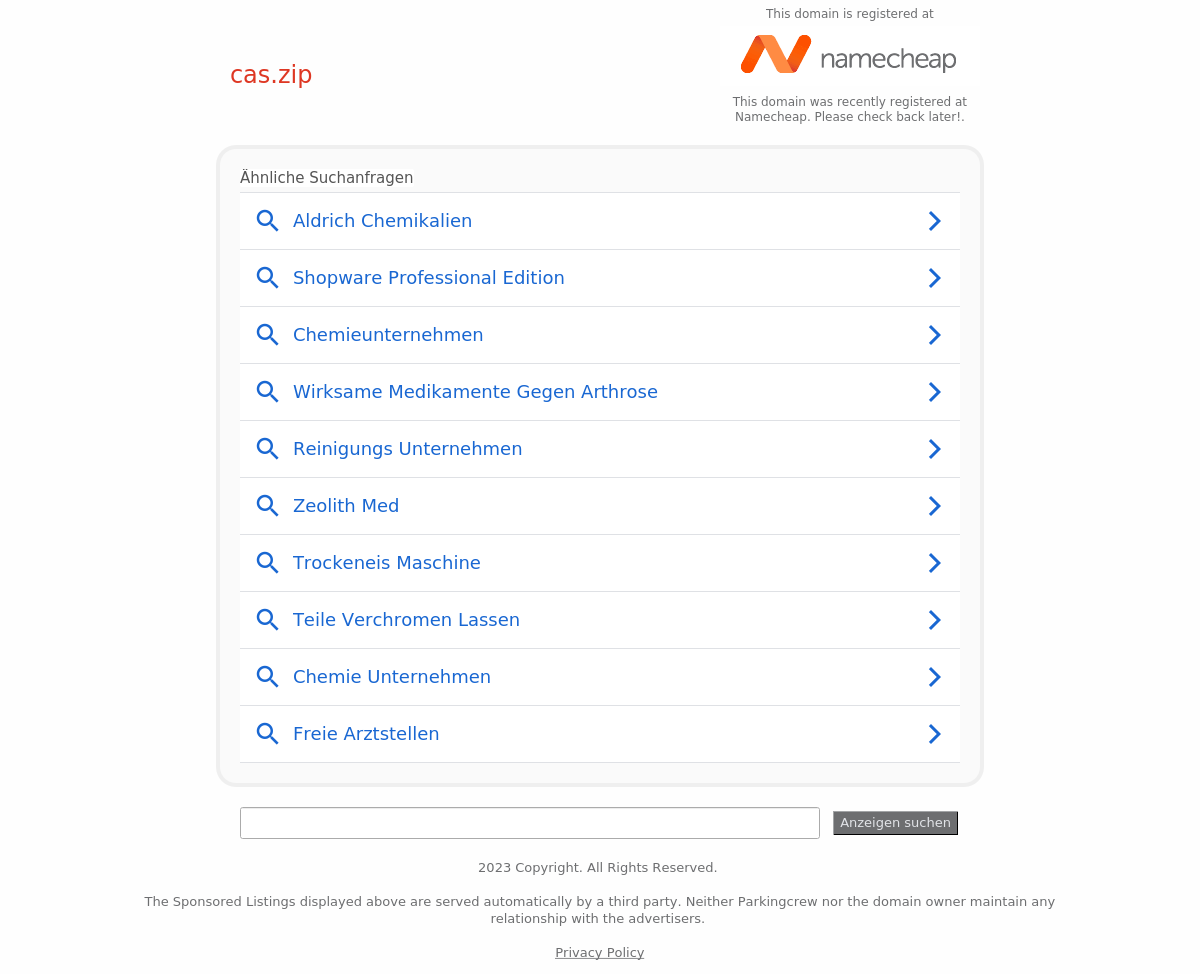 This domain is registered at
namecheap
cas.zip
This domain was recently registered at
Namecheap. Please check back later!.
Ähnliche Suchanfragen
Aldrich Chemikalien
Shopware Professional Edition
Chemieunternehmen
Wirksame Medikamente Gegen Arthrose
Reinigungs Unternehmen
Zeolith Med
Trockeneis Maschine
Teile Verchromen Lassen
Chemie Unternehmen
Freie Arztstellen
Anzeigen suchen
2023 Copyright. All Rights Reserved.
The Sponsored Listings displayed above are served automatically by a third party. Neither Parkingcrew nor the domain owner maintain any
relationship with the advertisers.
Privacy Policy